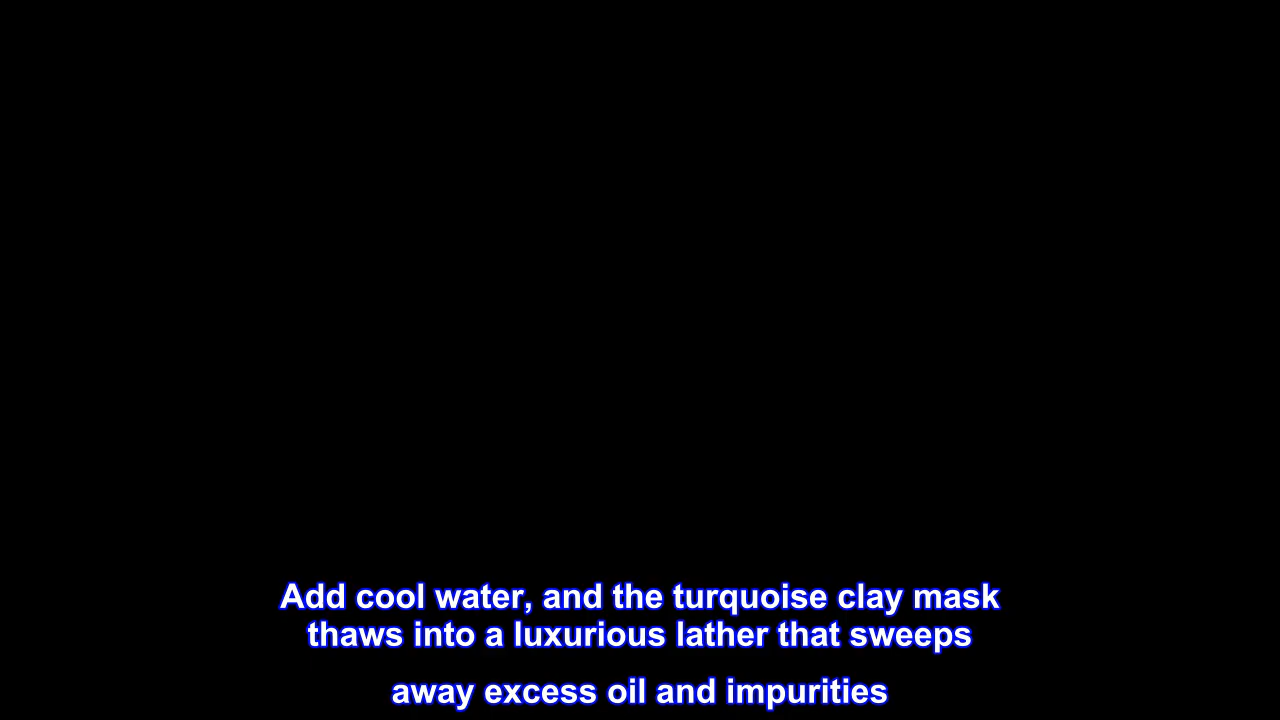 Add cool water, and the turquoise clay mask
thaws into a luxurious lather that sweeps
away excess oil and impurities